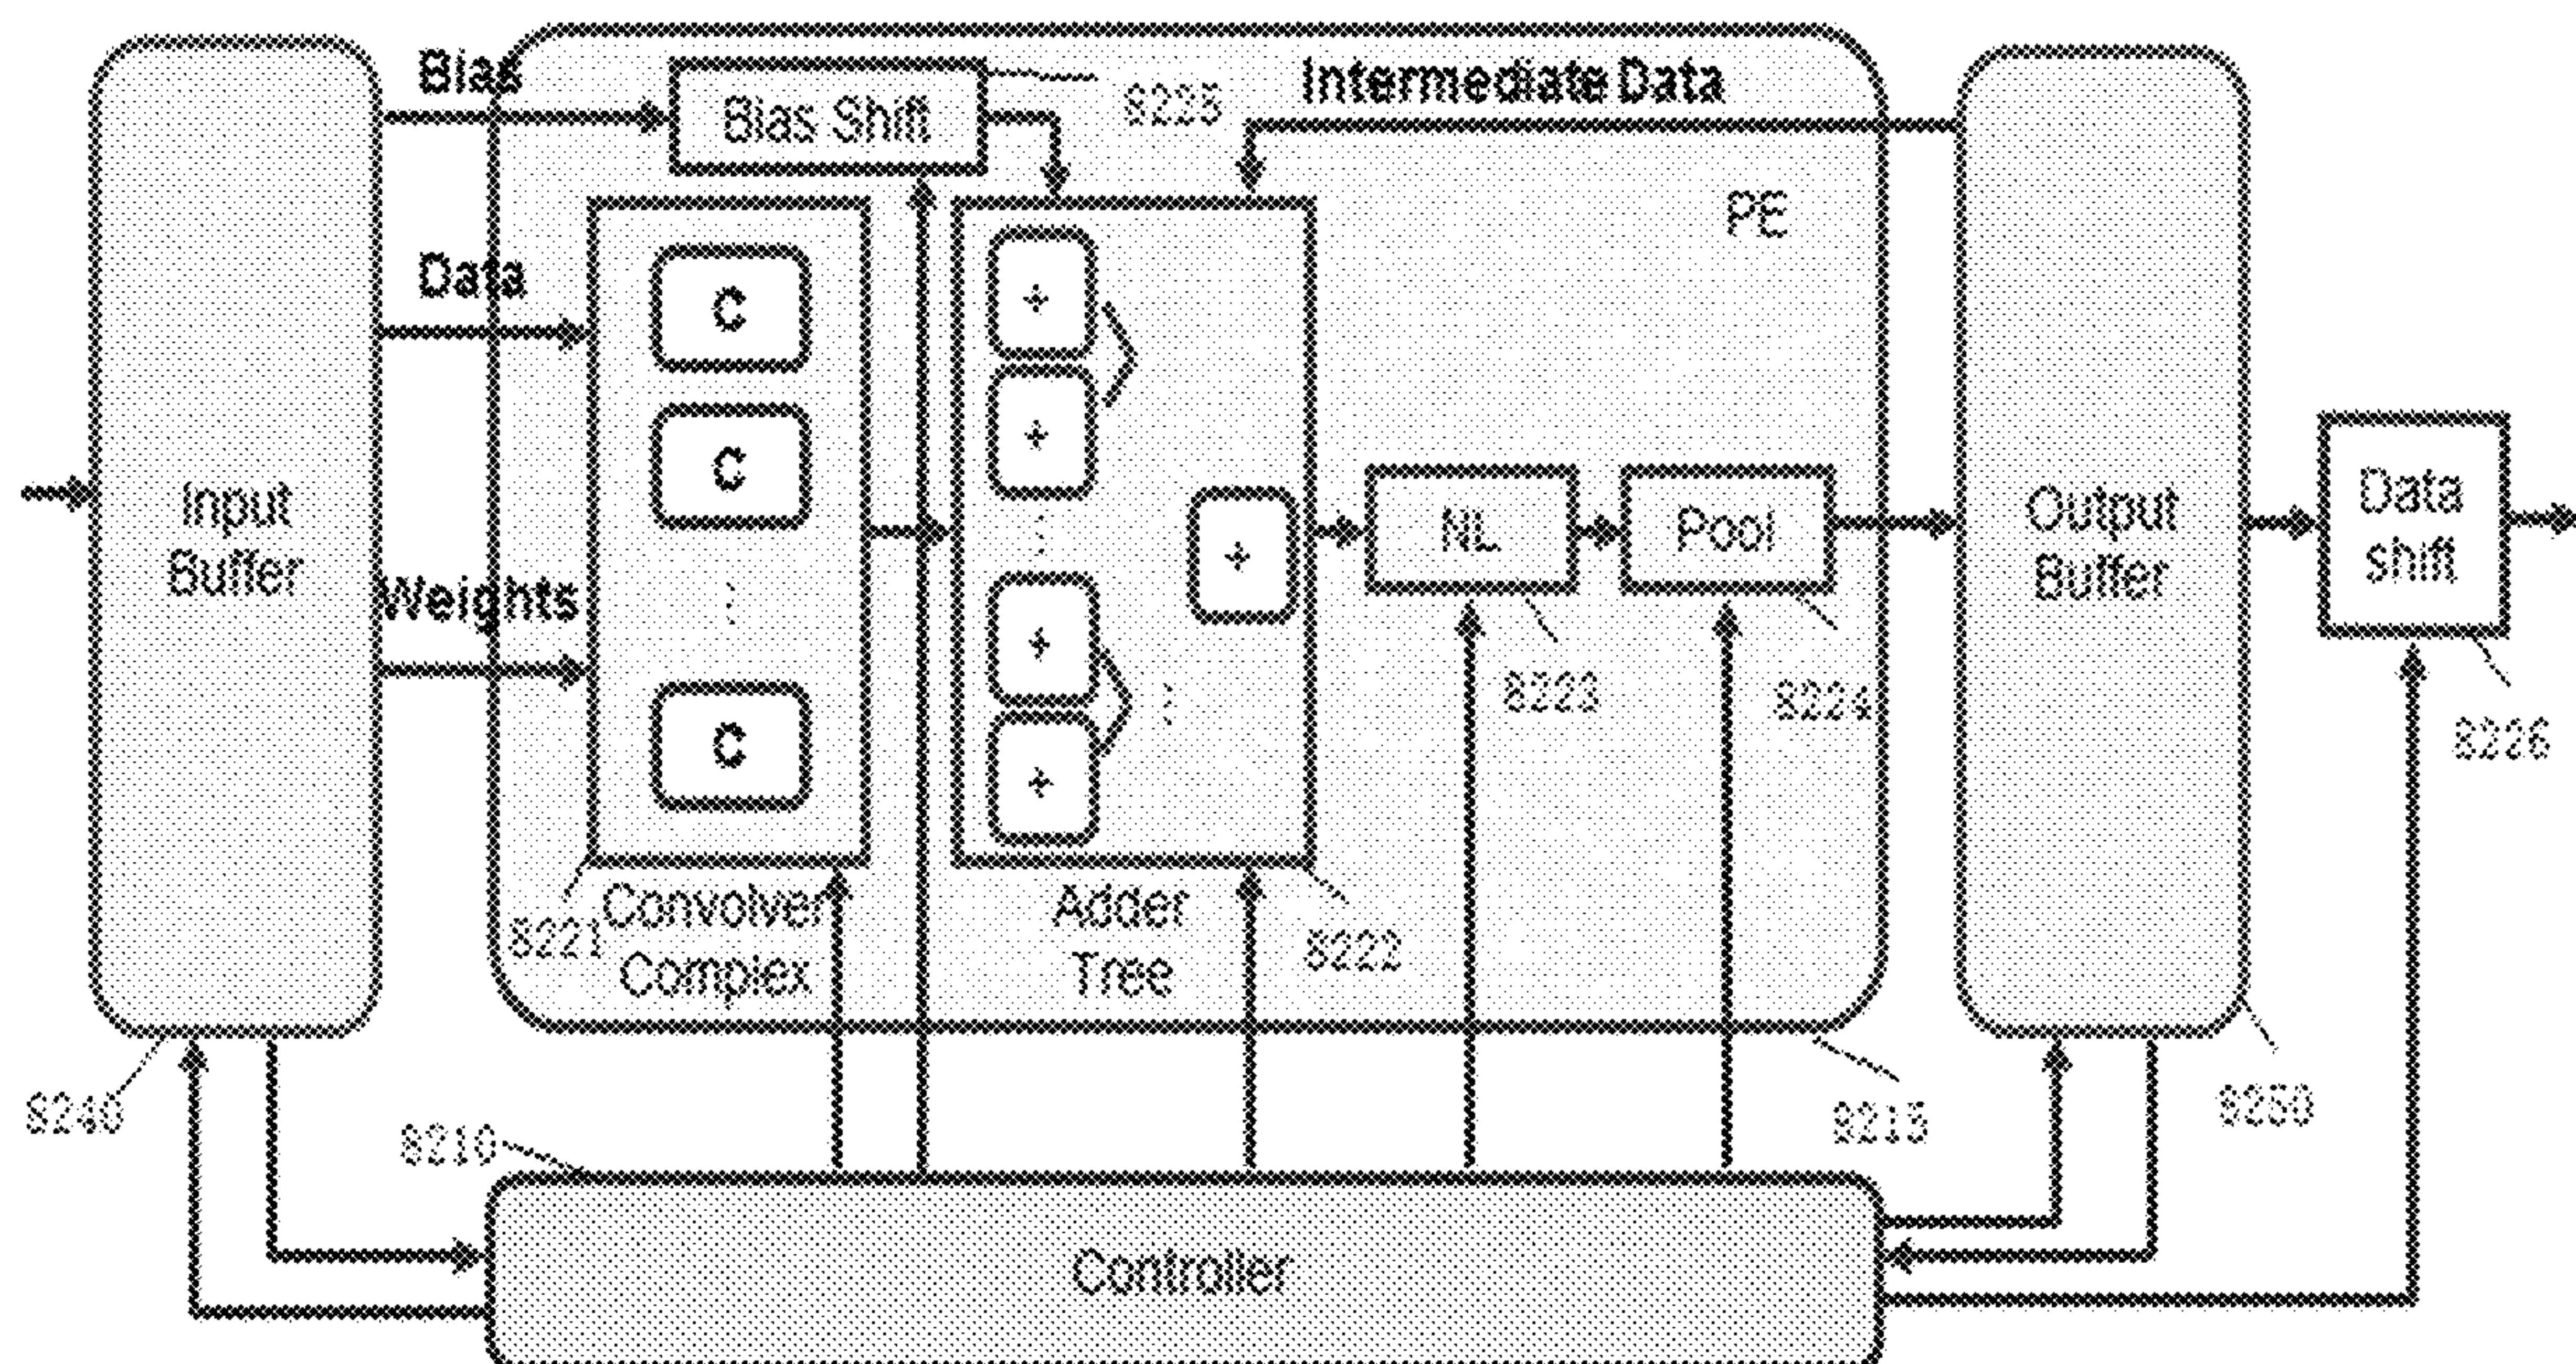 Bias
Bias Shift
8225
Intermediate Data
PE
Data
C
+
C
+
Input
Buffer
Weights
+
NL
Pool
Output
Buffer
Data
shift
+
8223
8224
8226
C
+
8221
Convolver
Complex
Adder
Tree
8222
8240
8210
8215
8250
Controller